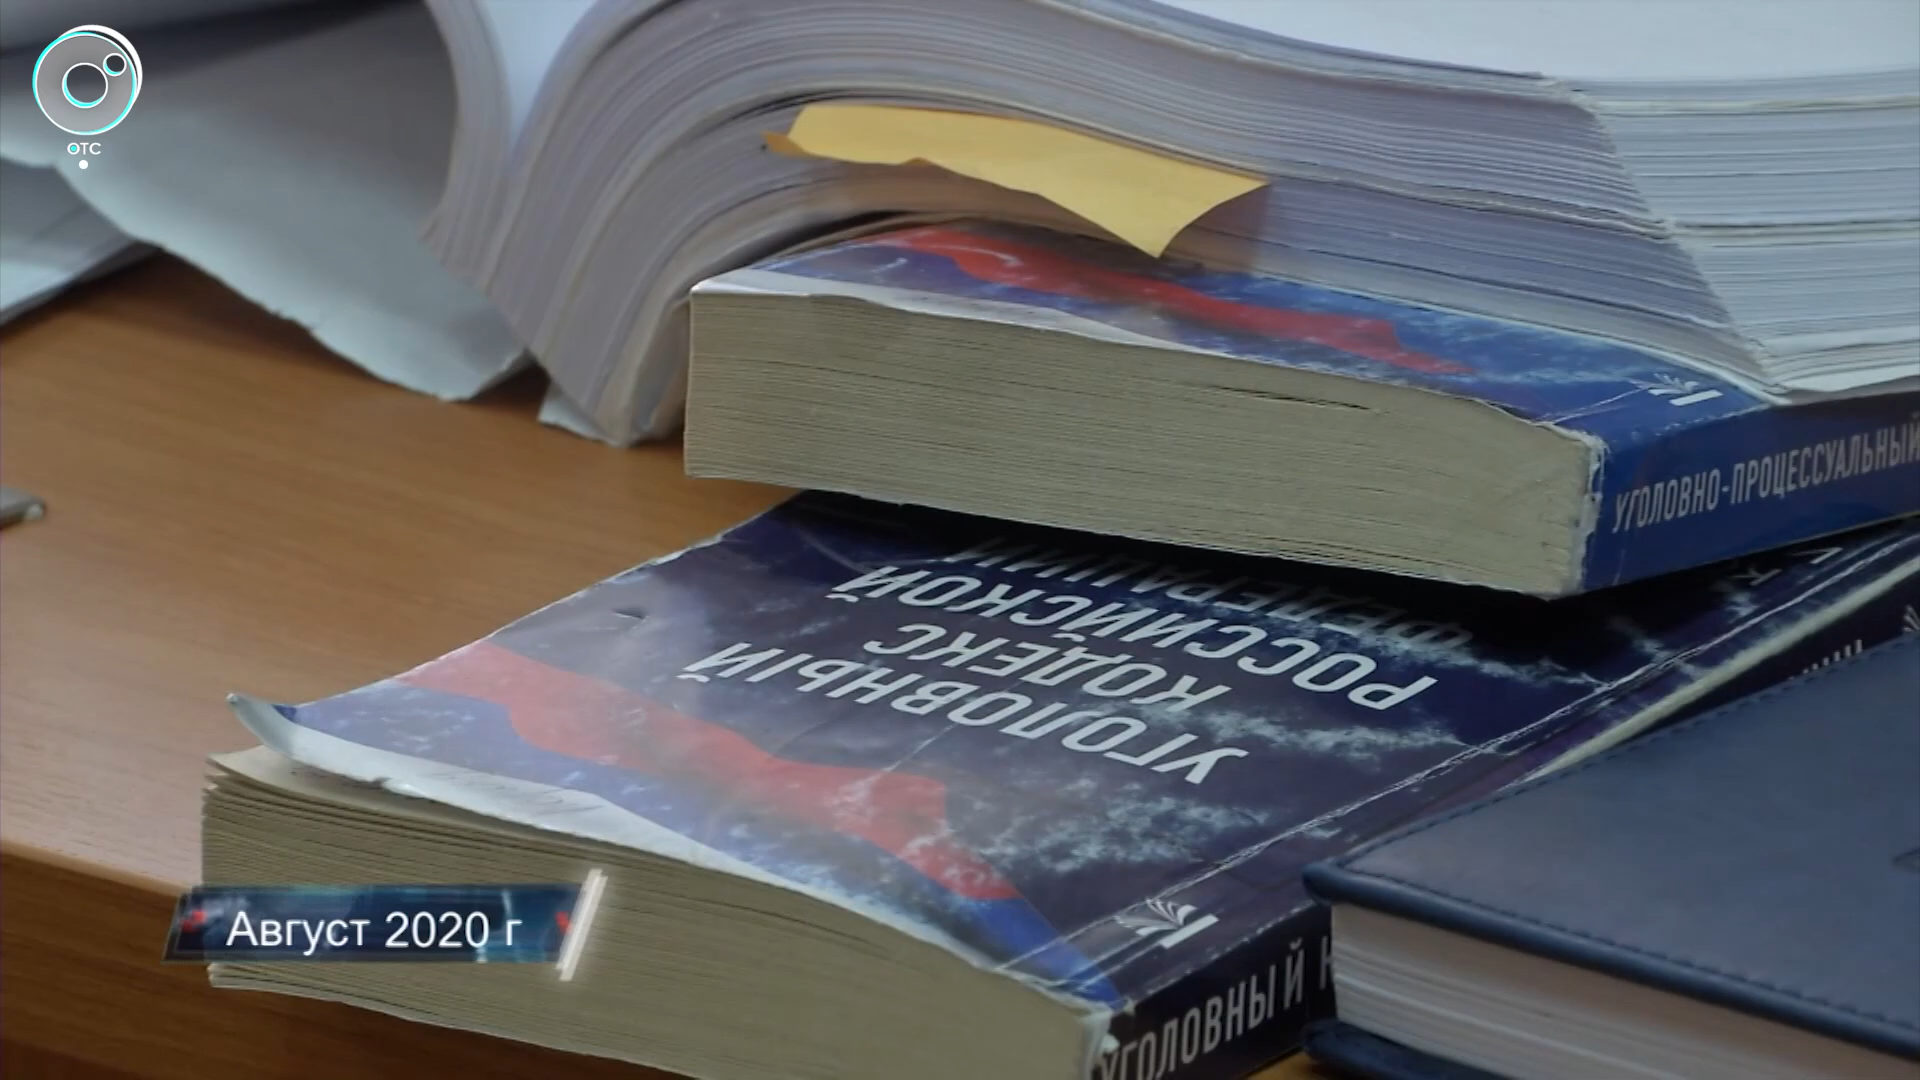 ОТС
УГОЛОВНО-ПРОЦЕССУАЛЬНЫЙ
УГОЛОВНЫЙ
КОДЕКС
РОССИЙСКОЙ
ФЕДЕРАЦИИ
УГОЛОВНЫЙ К
Август 2020 г